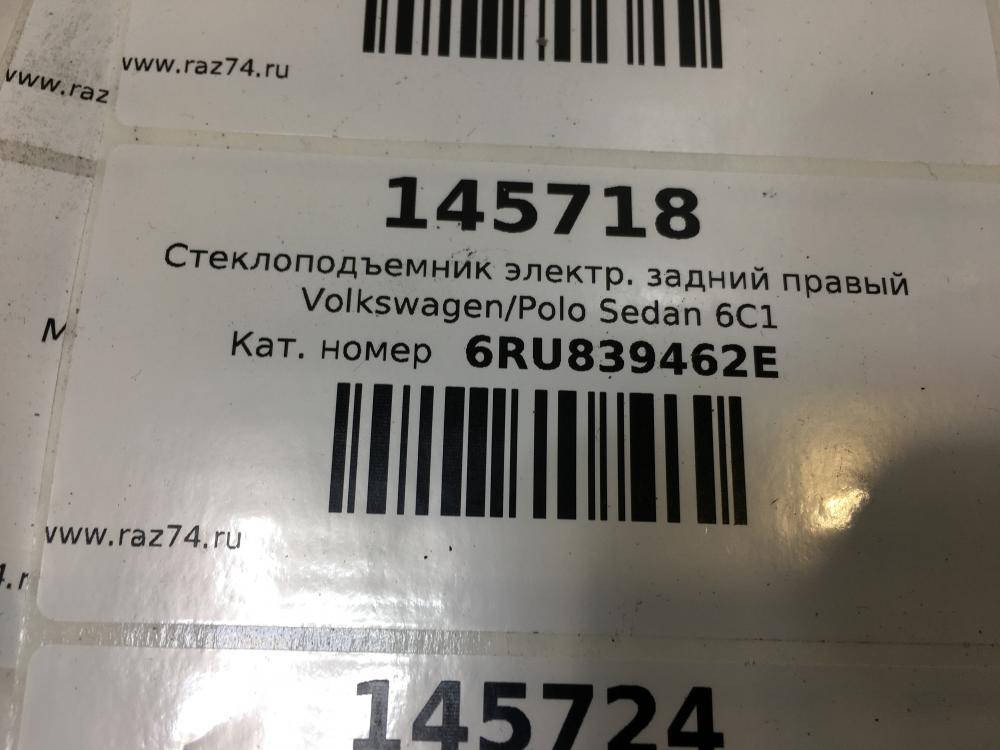 www.raz74.ru
www.raz
145718
Стеклоподъемник электр. задний правый
Volkswagen/Polo Sedan 6C1
Кат. номер 6RU839462E
www.raz74.ru
145724